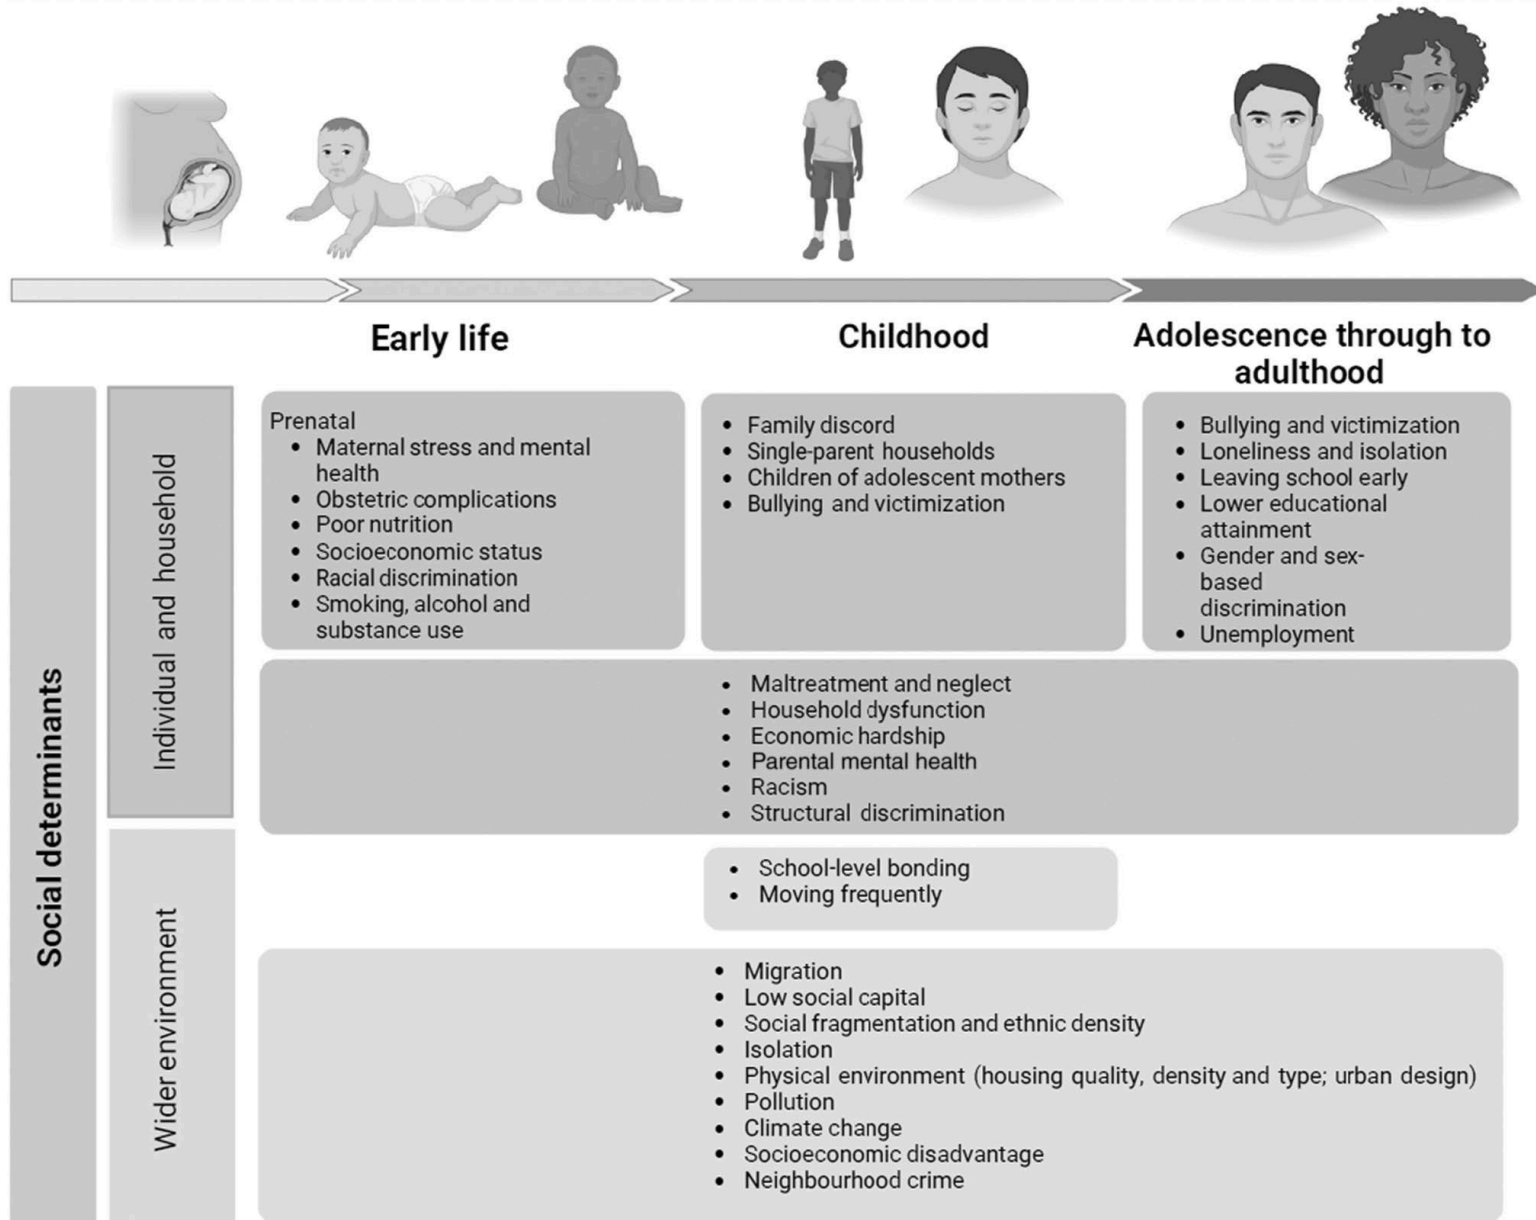 Early life
Childhood
Adolescence through to
adulthood
Social determinants
Individual and household
Prenatal
• Maternal stress and mental
health
• Obstetric complications
• Poor nutrition
• Socioeconomic status
• Racial discrimination
• Smoking, alcohol and
substance use
• Family discord
• Single-parent households
• Children of adolescent mothers
• Bullying and victimization
• Bullying and victimization
• Loneliness and isolation
• Leaving school early
• Lower educational
attainment
• Gender and sex-
based
discrimination
• Unemployment
• Maltreatment and neglect
• Household dysfunction
• Economic hardship
• Parental mental health
• Racism
• Structural discrimination
Wider environment
• School-level bonding
• Moving frequently
• Migration
• Low social capital
• Social fragmentation and ethnic density
• Isolation
• Physical environment (housing quality, density and type; urban design)
• Pollution
• Climate change
• Socioeconomic disadvantage
• Neighbourhood crime